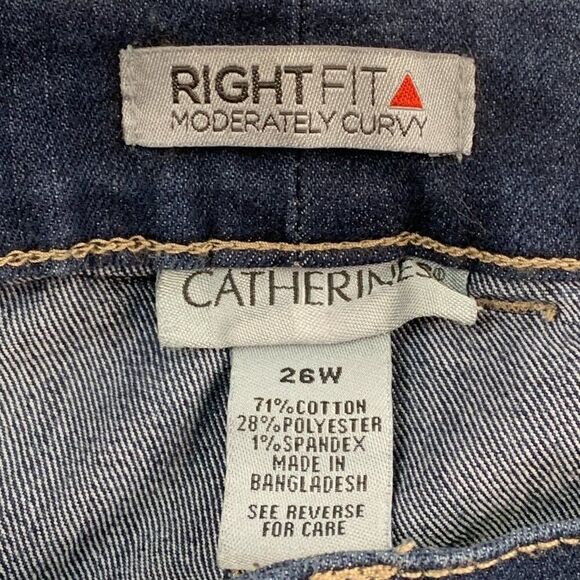 RIGHT FIT
MODERATELY CURVY
CATHERINES®
26W
71%COTTON
28%POLYESTER
1%SPANDEX
MADE IN
BANGLADESH
SEE REVERSE
FOR CARE